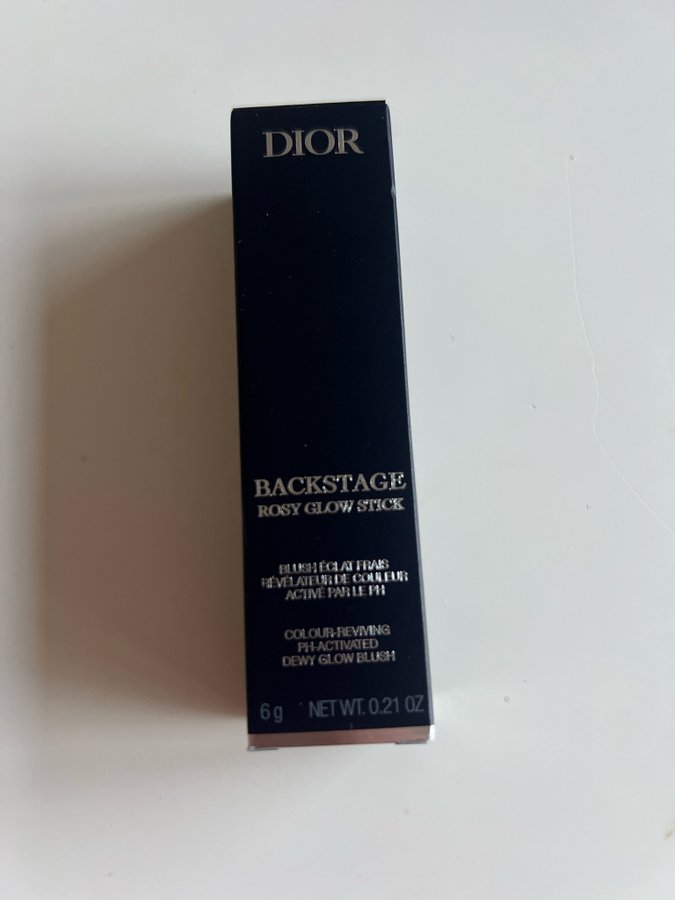 DIOR
BACKSTAGE
ROSY GLOW STICK
BLUSH ÉCLAT FRAIS
RÉVÉLATEUR DE COULEUR
ACTIVÉ PAR LE PH
COLOUR-REVIVING
PH-ACTIVATED
DEWY GLOW BLUSH
6 g NET WT. 0.21 OZ